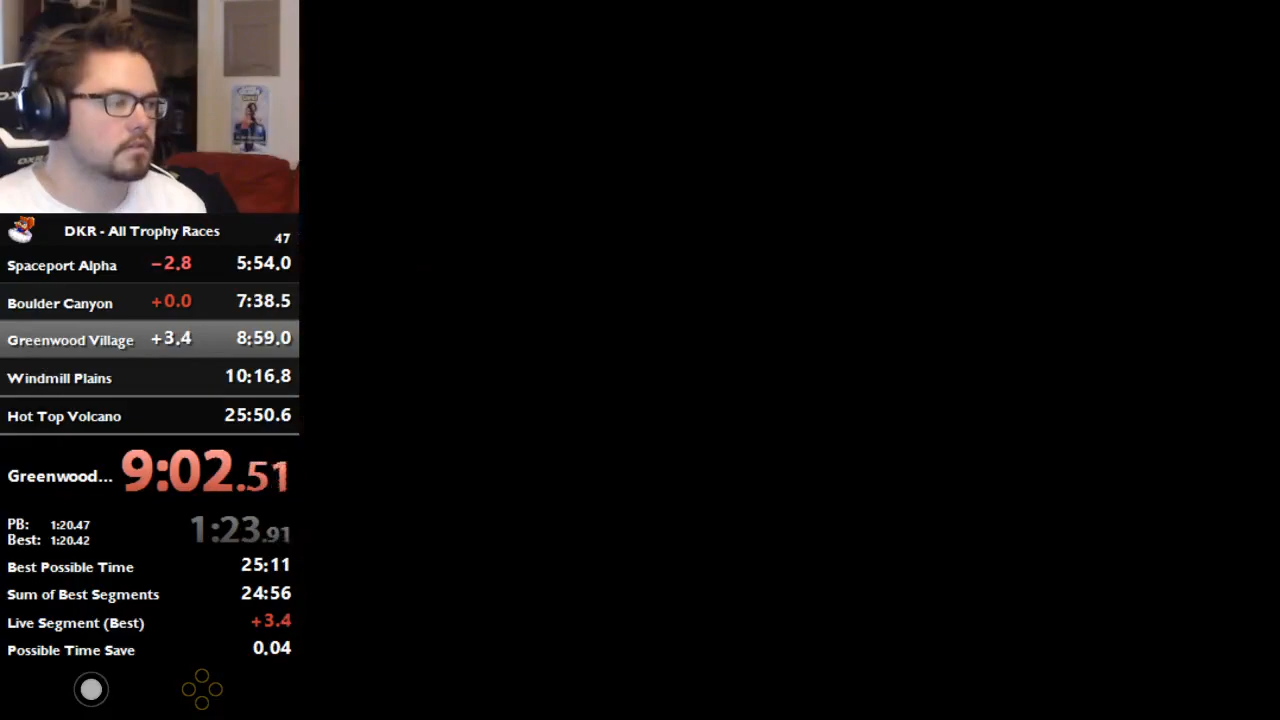 DKR - All Trophy Races
47
Spaceport Alpha -2.8 5:54.0
Boulder Canyon +0.0 7:38.5
Greenwood Village +3.4 8:59.0
Windmill Plains 10:16.8
Hot Top Volcano 25:50.6
Greenwood... 9:02.51
PB: 1:20.47
1:23.91
Best: 1:20.42
Best Possible Time 25:11
Sum of Best Segments 24:56
Live Segment (Best) +3.4
Possible Time Save 0.04